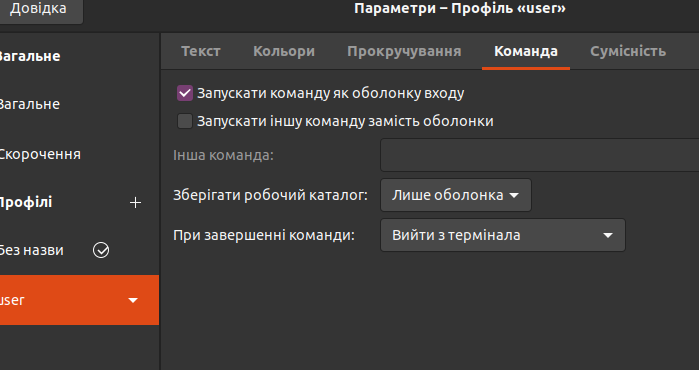 Довідка
Параметри – Профіль «user»
Загальне
Загальне
Скорочення
Профілі
Без назви
user
Текст Кольори Прокручування Команда Сумісність
Запускати команду як оболонку входу
Запускати іншу команду замість оболонки
Інша команда:
Зберігати робочий каталог: Лише оболонка
При завершенні команди: Вийти з термінала